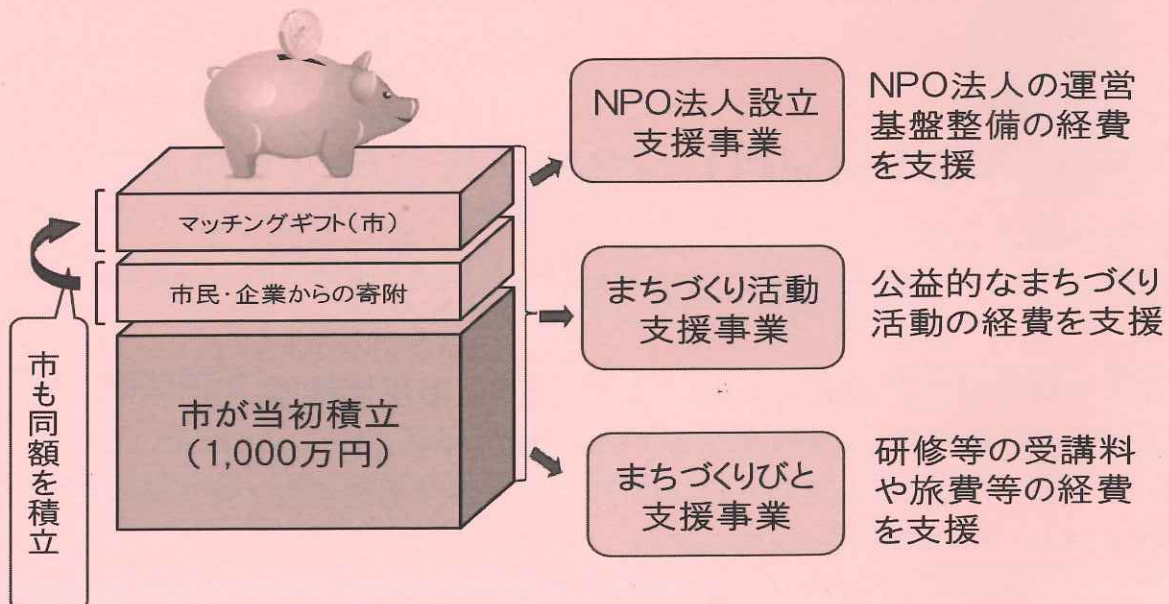 マッチングギフト(市)
市民・企業からの寄附
市が当初積立
(1,000万円)
市も同額を積立
NPO法人設立
支援事業
NPO法人の運営
基盤整備の経費
を支援
まちづくり活動
支援事業
公益的なまちづくり
活動の経費を支援
まちづくりびと
支援事業
研修等の受講料
や旅費等の経費
を支援